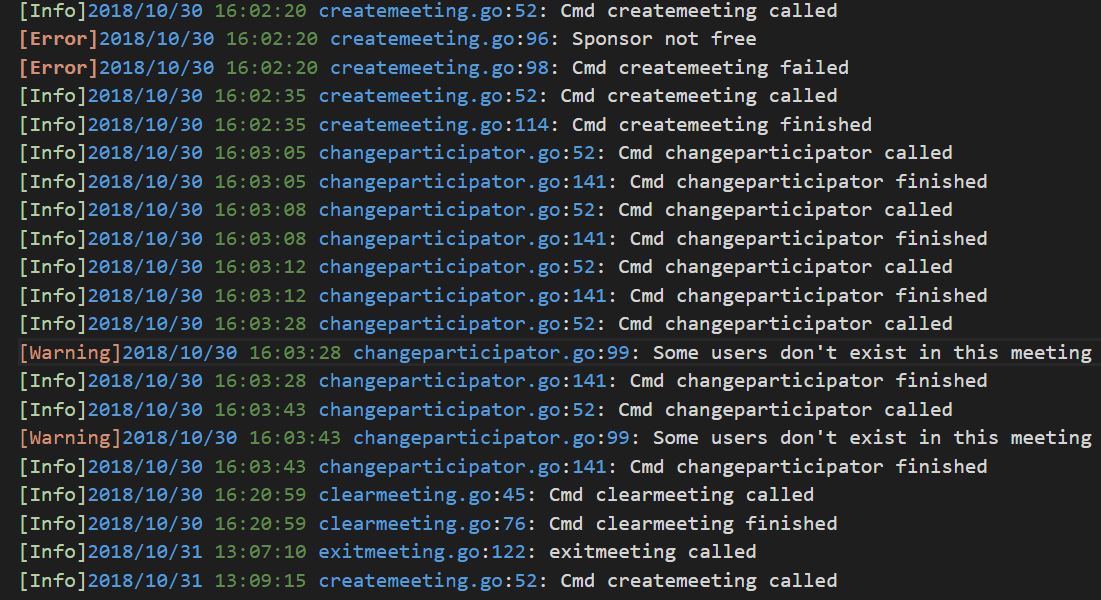 [Info]2018/10/30 16:02:20 createmeeting.go:52: Cmd createmeeting called
[Error]2018/10/30 16:02:20 createmeeting.go:96: Sponsor not free
[Error]2018/10/30 16:02:20 createmeeting.go:98: Cmd createmeeting failed
[Info]2018/10/30 16:02:35 createmeeting.go:52: Cmd createmeeting called
[Info]2018/10/30 16:02:35 createmeeting.go:114: Cmd createmeeting finished
[Info]2018/10/30 16:03:05 changeparticipator.go:52: Cmd changeparticipator called
[Info]2018/10/30 16:03:05 changeparticipator.go:141: Cmd changeparticipator finished
[Info]2018/10/30 16:03:08 changeparticipator.go:52: Cmd changeparticipator called
[Info]2018/10/30 16:03:08 changeparticipator.go:141: Cmd changeparticipator finished
[Info]2018/10/30 16:03:12 changeparticipator.go:52: Cmd changeparticipator called
[Info]2018/10/30 16:03:12 changeparticipator.go:141: Cmd changeparticipator finished
[Info]2018/10/30 16:03:28 changeparticipator.go:52: Cmd changeparticipator called
[Warning]2018/10/30 16:03:28 changeparticipator.go:99: Some users don't exist in this meeting
[Info]2018/10/30 16:03:28 changeparticipator.go:141: Cmd changeparticipator finished
[Info]2018/10/30 16:03:43 changeparticipator.go:52: Cmd changeparticipator called
[Warning]2018/10/30 16:03:43 changeparticipator.go:99: Some users don't exist in this meeting
[Info]2018/10/30 16:03:43 changeparticipator.go:141: Cmd changeparticipator finished
[Info]2018/10/30 16:20:59 clearmeeting.go:45: Cmd clearmeeting called
[Info]2018/10/30 16:20:59 clearmeeting.go:76: Cmd clearmeeting finished
[Info]2018/10/31 13:07:10 exitmeeting.go:122: exitmeeting called
[Info]2018/10/31 13:09:15 createmeeting.go:52: Cmd createmeeting called